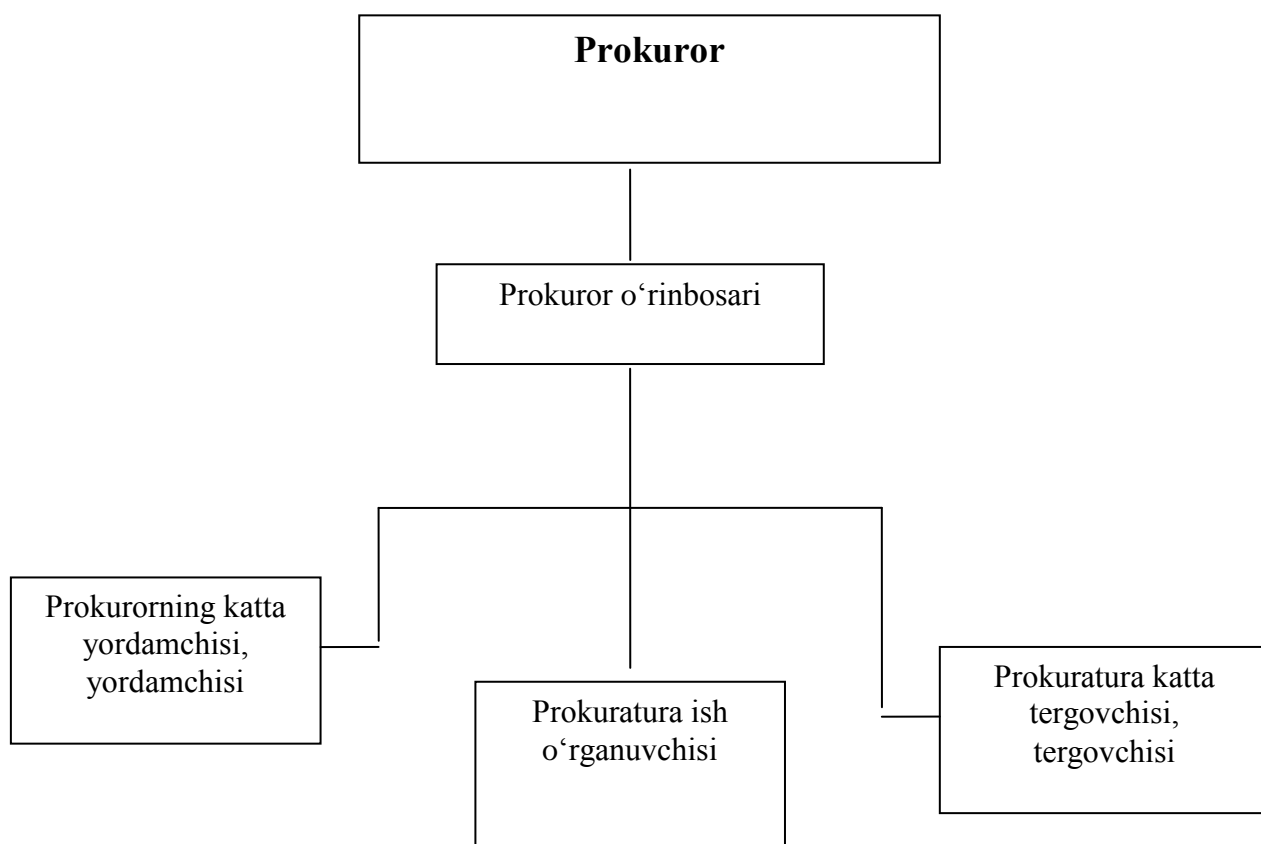 Prokuror
Prokuror o‘rinbosari
Prokurorning katta
yordamchisi,
yordamchisi
Prokuratura ish
o‘rganuvchisi
Prokuratura katta
tergovchisi,
tergovchisi